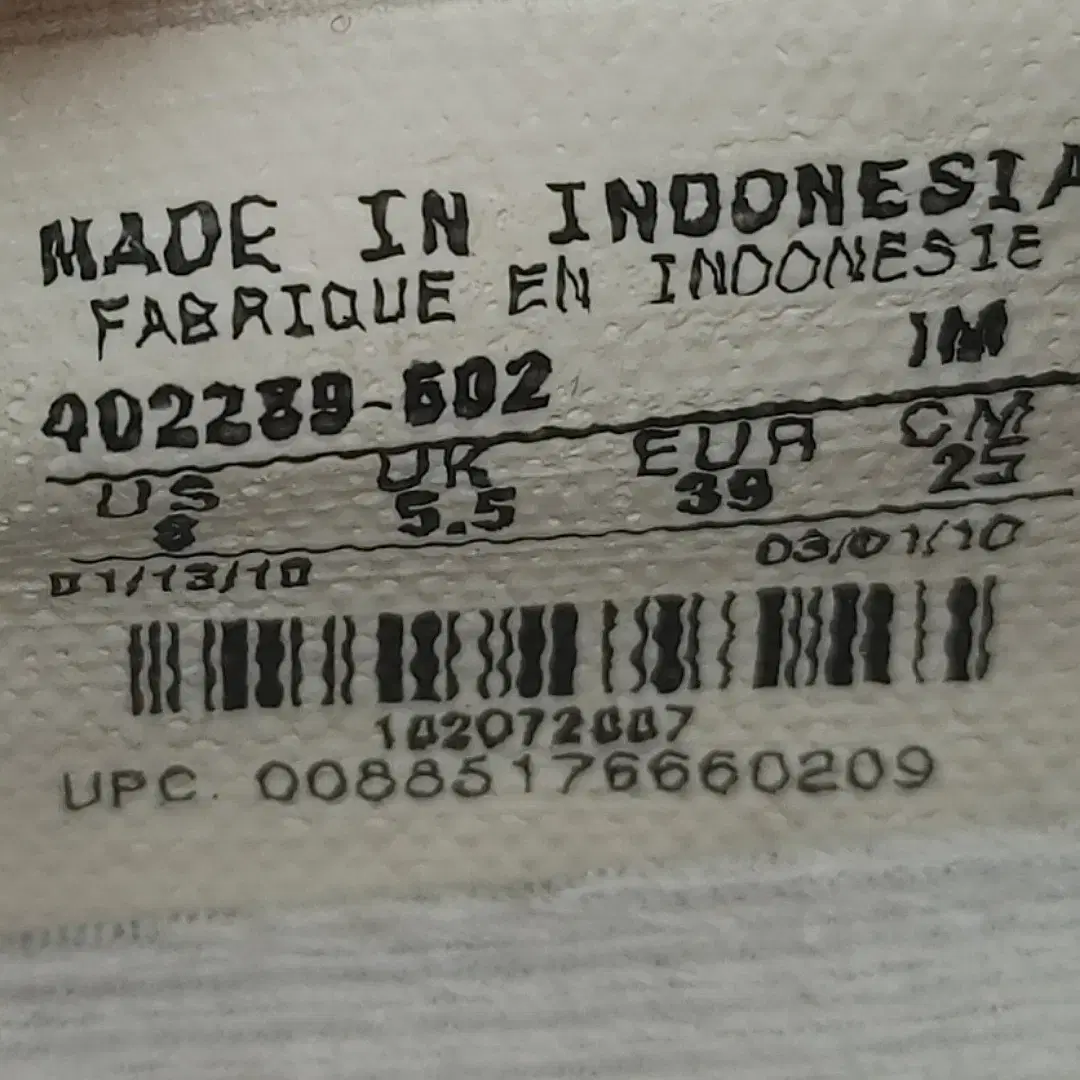 MADE IN INDONESIA
FABRIQUE EN INDONESIE
1M
402289-602
US UK EUR CM
8 5.5 39 25
01/13/10 03/01/10
UPC. 00885176660209